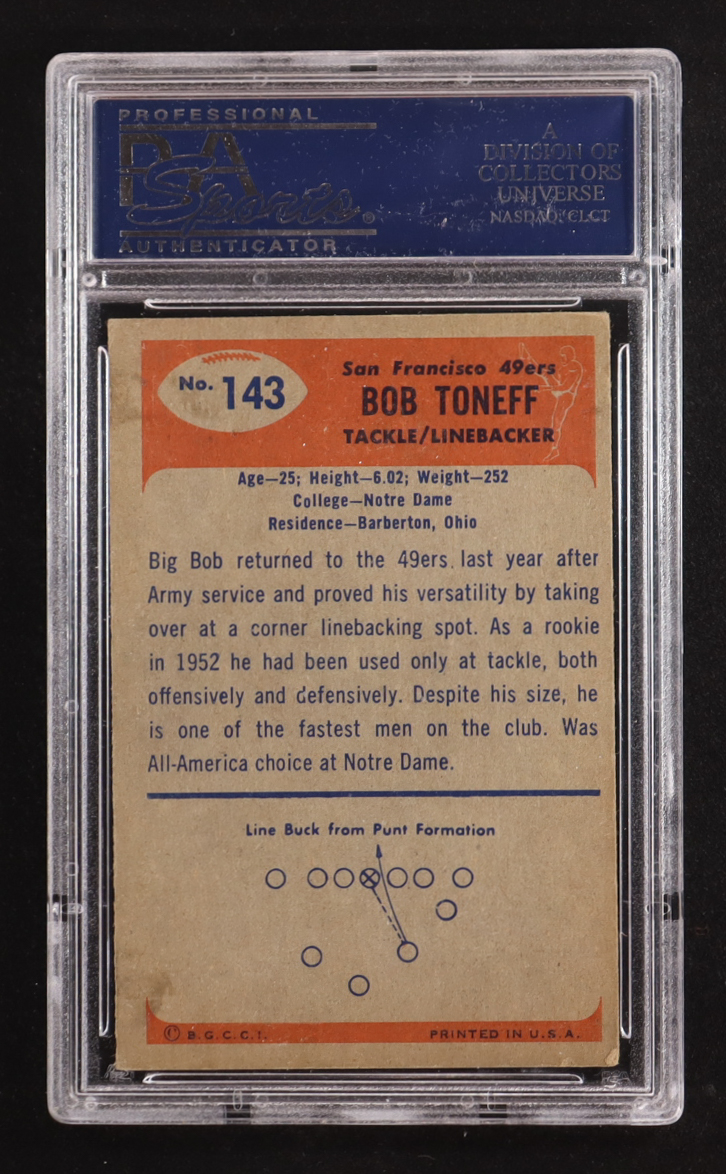 PROFESSIONAL
PSA
Sports®
AUTHENTICATOR
A
DIVISION OF
COLLECTORS
UNIVERSE
NASDAQ: CLCT
No. 143
San Francisco 49ers
BOB TONEFF
TACKLE/LINEBACKER
Age—25; Height—6.02; Weight—252
College—Notre Dame
Residence—Barberton, Ohio
Big Bob returned to the 49ers last year after
Army service and proved his versatility by taking
over at a corner linebacking spot. As a rookie
in 1952 he had been used only at tackle, both
offensively and defensively. Despite his size, he
is one of the fastest men on the club. Was
All-America choice at Notre Dame.
Line Buck from Punt Formation
© B.G.C.C.I.
PRINTED IN U.S.A.